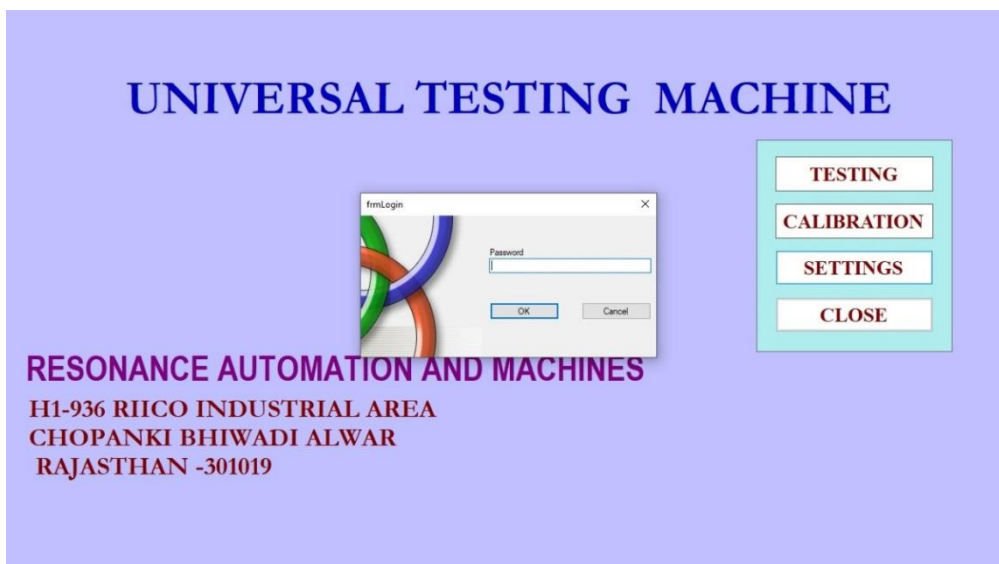 UNIVERSAL TESTING MACHINE
TESTING
CALIBRATION
SETTINGS
CLOSE
frmLogin
Password
OK Cancel
RESONANCE AUTOMATION AND MACHINES
H1-936 RIICO INDUSTRIAL AREA
CHOPANKI BHIWADI ALWAR
RAJASTHAN -301019